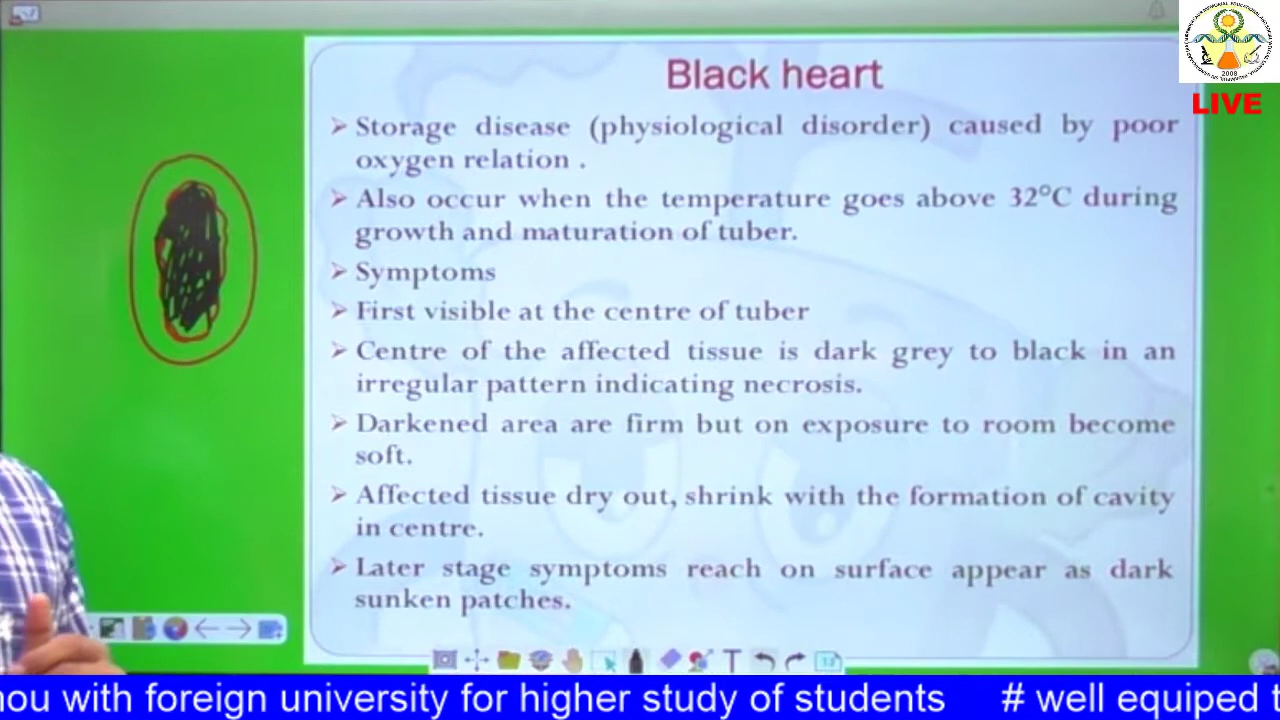 Black heart
➢ Storage disease (physiological disorder) caused by poor
oxygen relation .
➢ Also occur when the temperature goes above 32°C during
growth and maturation of tuber.
➢ Symptoms
➢ First visible at the centre of tuber
➢ Centre of the affected tissue is dark grey to black in an
irregular pattern indicating necrosis.
➢ Darkened area are firm but on exposure to room become
soft.
➢ Affected tissue dry out, shrink with the formation of cavity
in centre.
➢ Later stage symptoms reach on surface appear as dark
sunken patches.
2008
LIVE
nou with foreign university for higher study of students # well equiped t